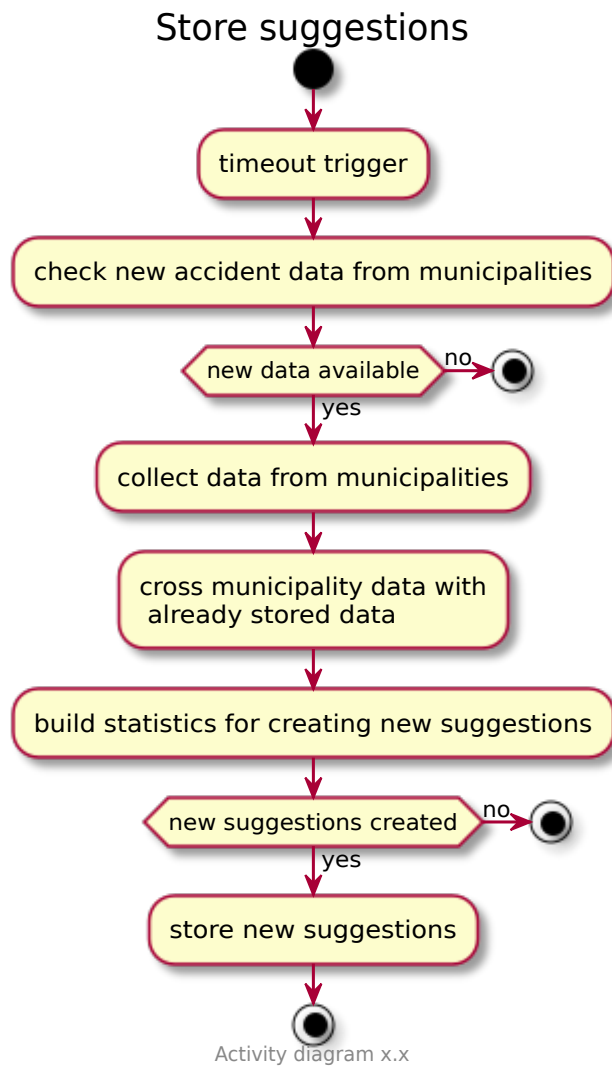 Store suggestions
timeout trigger
check new accident data from municipalities
new data available
no
yes
collect data from municipalities
cross municipality data with
already stored data
build statistics for creating new suggestions
new suggestions created
no
yes
store new suggestions
Activity diagram x.x